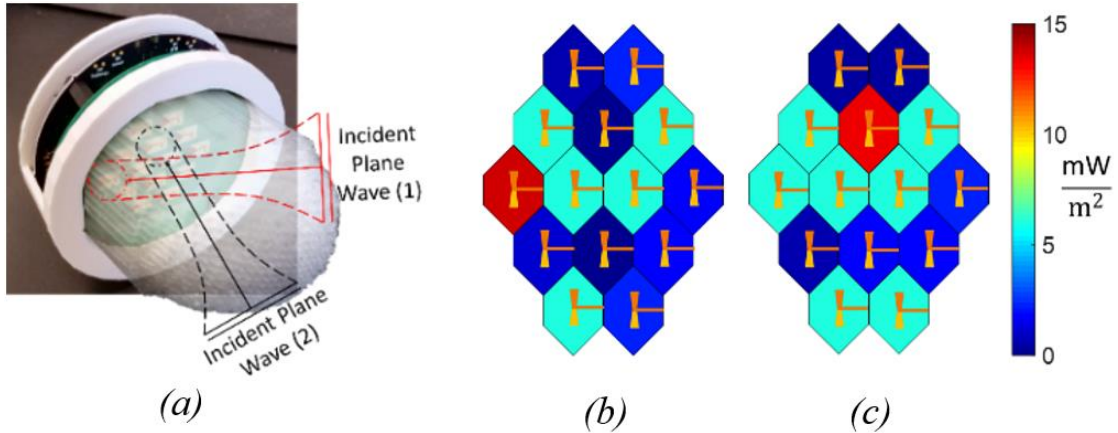 Incident
Plane
Wave (1)
Incident Plane
Wave (2)
(a)
(b)
(c)
15
10
5
0
mW
m²